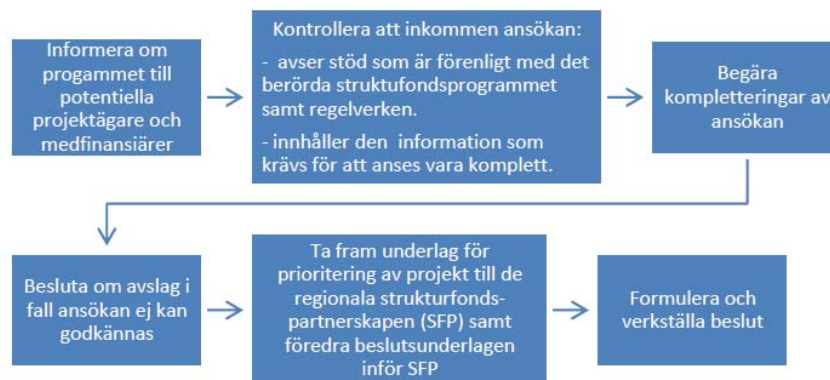 Informera om
progammet till
potentiella
projektägare och
medfinansiärer
Kontrollera att inkommen ansökan:
- avser stöd som är förenligt med det
berörda struktufondsprogrammet
samt regelverken.
- innhåller den information som
krävs för att anses vara komplett.
Begära
kompletteringar av
ansökan
Besluta om avslag i
fall ansökan ej kan
godkännas
Ta fram underlag för
prioritering av projekt till de
regionala strukturfonds-
partnerskapen (SFP) samt
föredra beslutsunderlagen
inför SFP
Formulera och
verkställa beslut